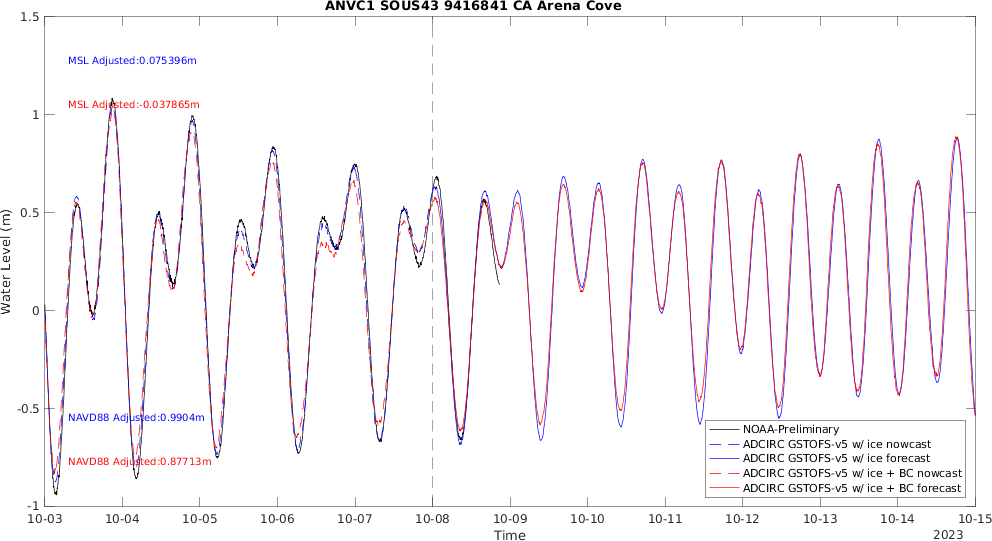 ANVC1 SOUS43 9416841 CA Arena Cove
1.5
1
0.5
0
-0.5
-1
Water Level (m)
MSL Adjusted:0.075396m
MSL Adjusted:-0.037865m
NAVD88 Adjusted:0.9904m
NAVD88 Adjusted:0.87713m
NOAA-Preliminary
ADCIRC GSTOFS-v5 w/ ice nowcast
ADCIRC GSTOFS-v5 w/ ice forecast
ADCIRC GSTOFS-v5 w/ ice + BC nowcast
ADCIRC GSTOFS-v5 w/ ice + BC forecast
10-03 10-04 10-05 10-06 10-07 10-08 10-09 10-10 10-11 10-12 10-13 10-14 10-15
Time
2023